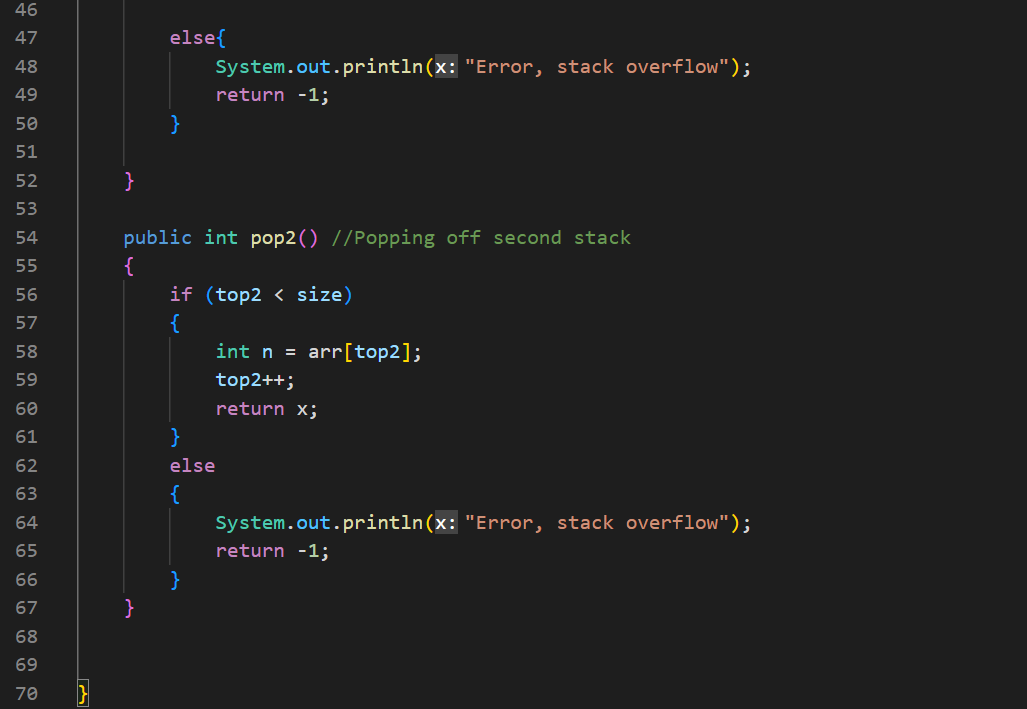 46
47 else{
48 System.out.println(x: "Error, stack overflow");
49 return -1;
50 }
51
52 }
53
54 public int pop2() //Popping off second stack
55 {
56 if (top2 < size)
57 {
58 int n = arr[top2];
59 top2++;
60 return x;
61 }
62 else
63 {
64 System.out.println(x: "Error, stack overflow");
65 return -1;
66 }
67 }
68
69
70 }